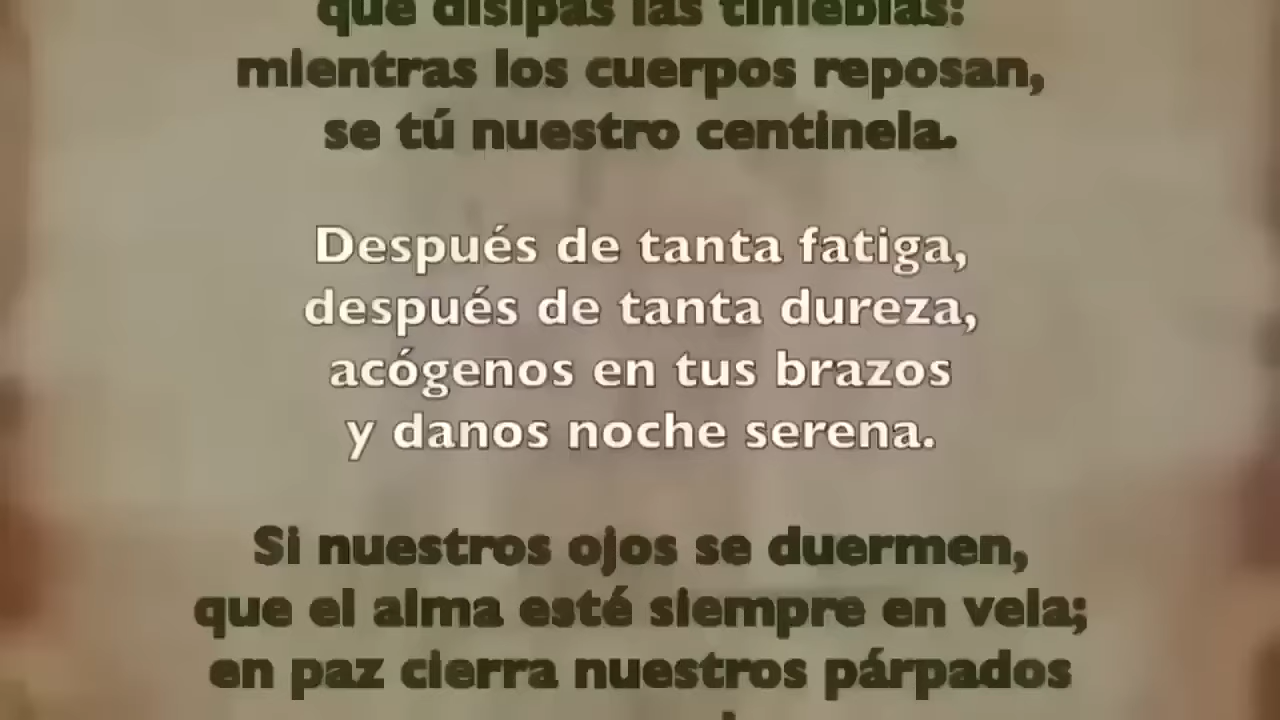 que disipas las tinieblas:
mientras los cuerpos reposan,
se tú nuestro centinela.
Después de tanta fatiga,
después de tanta dureza,
acógenos en tus brazos
y danos noche serena.
Si nuestros ojos se duermen,
que el alma esté siempre en vela;
en paz cierra nuestros párpados